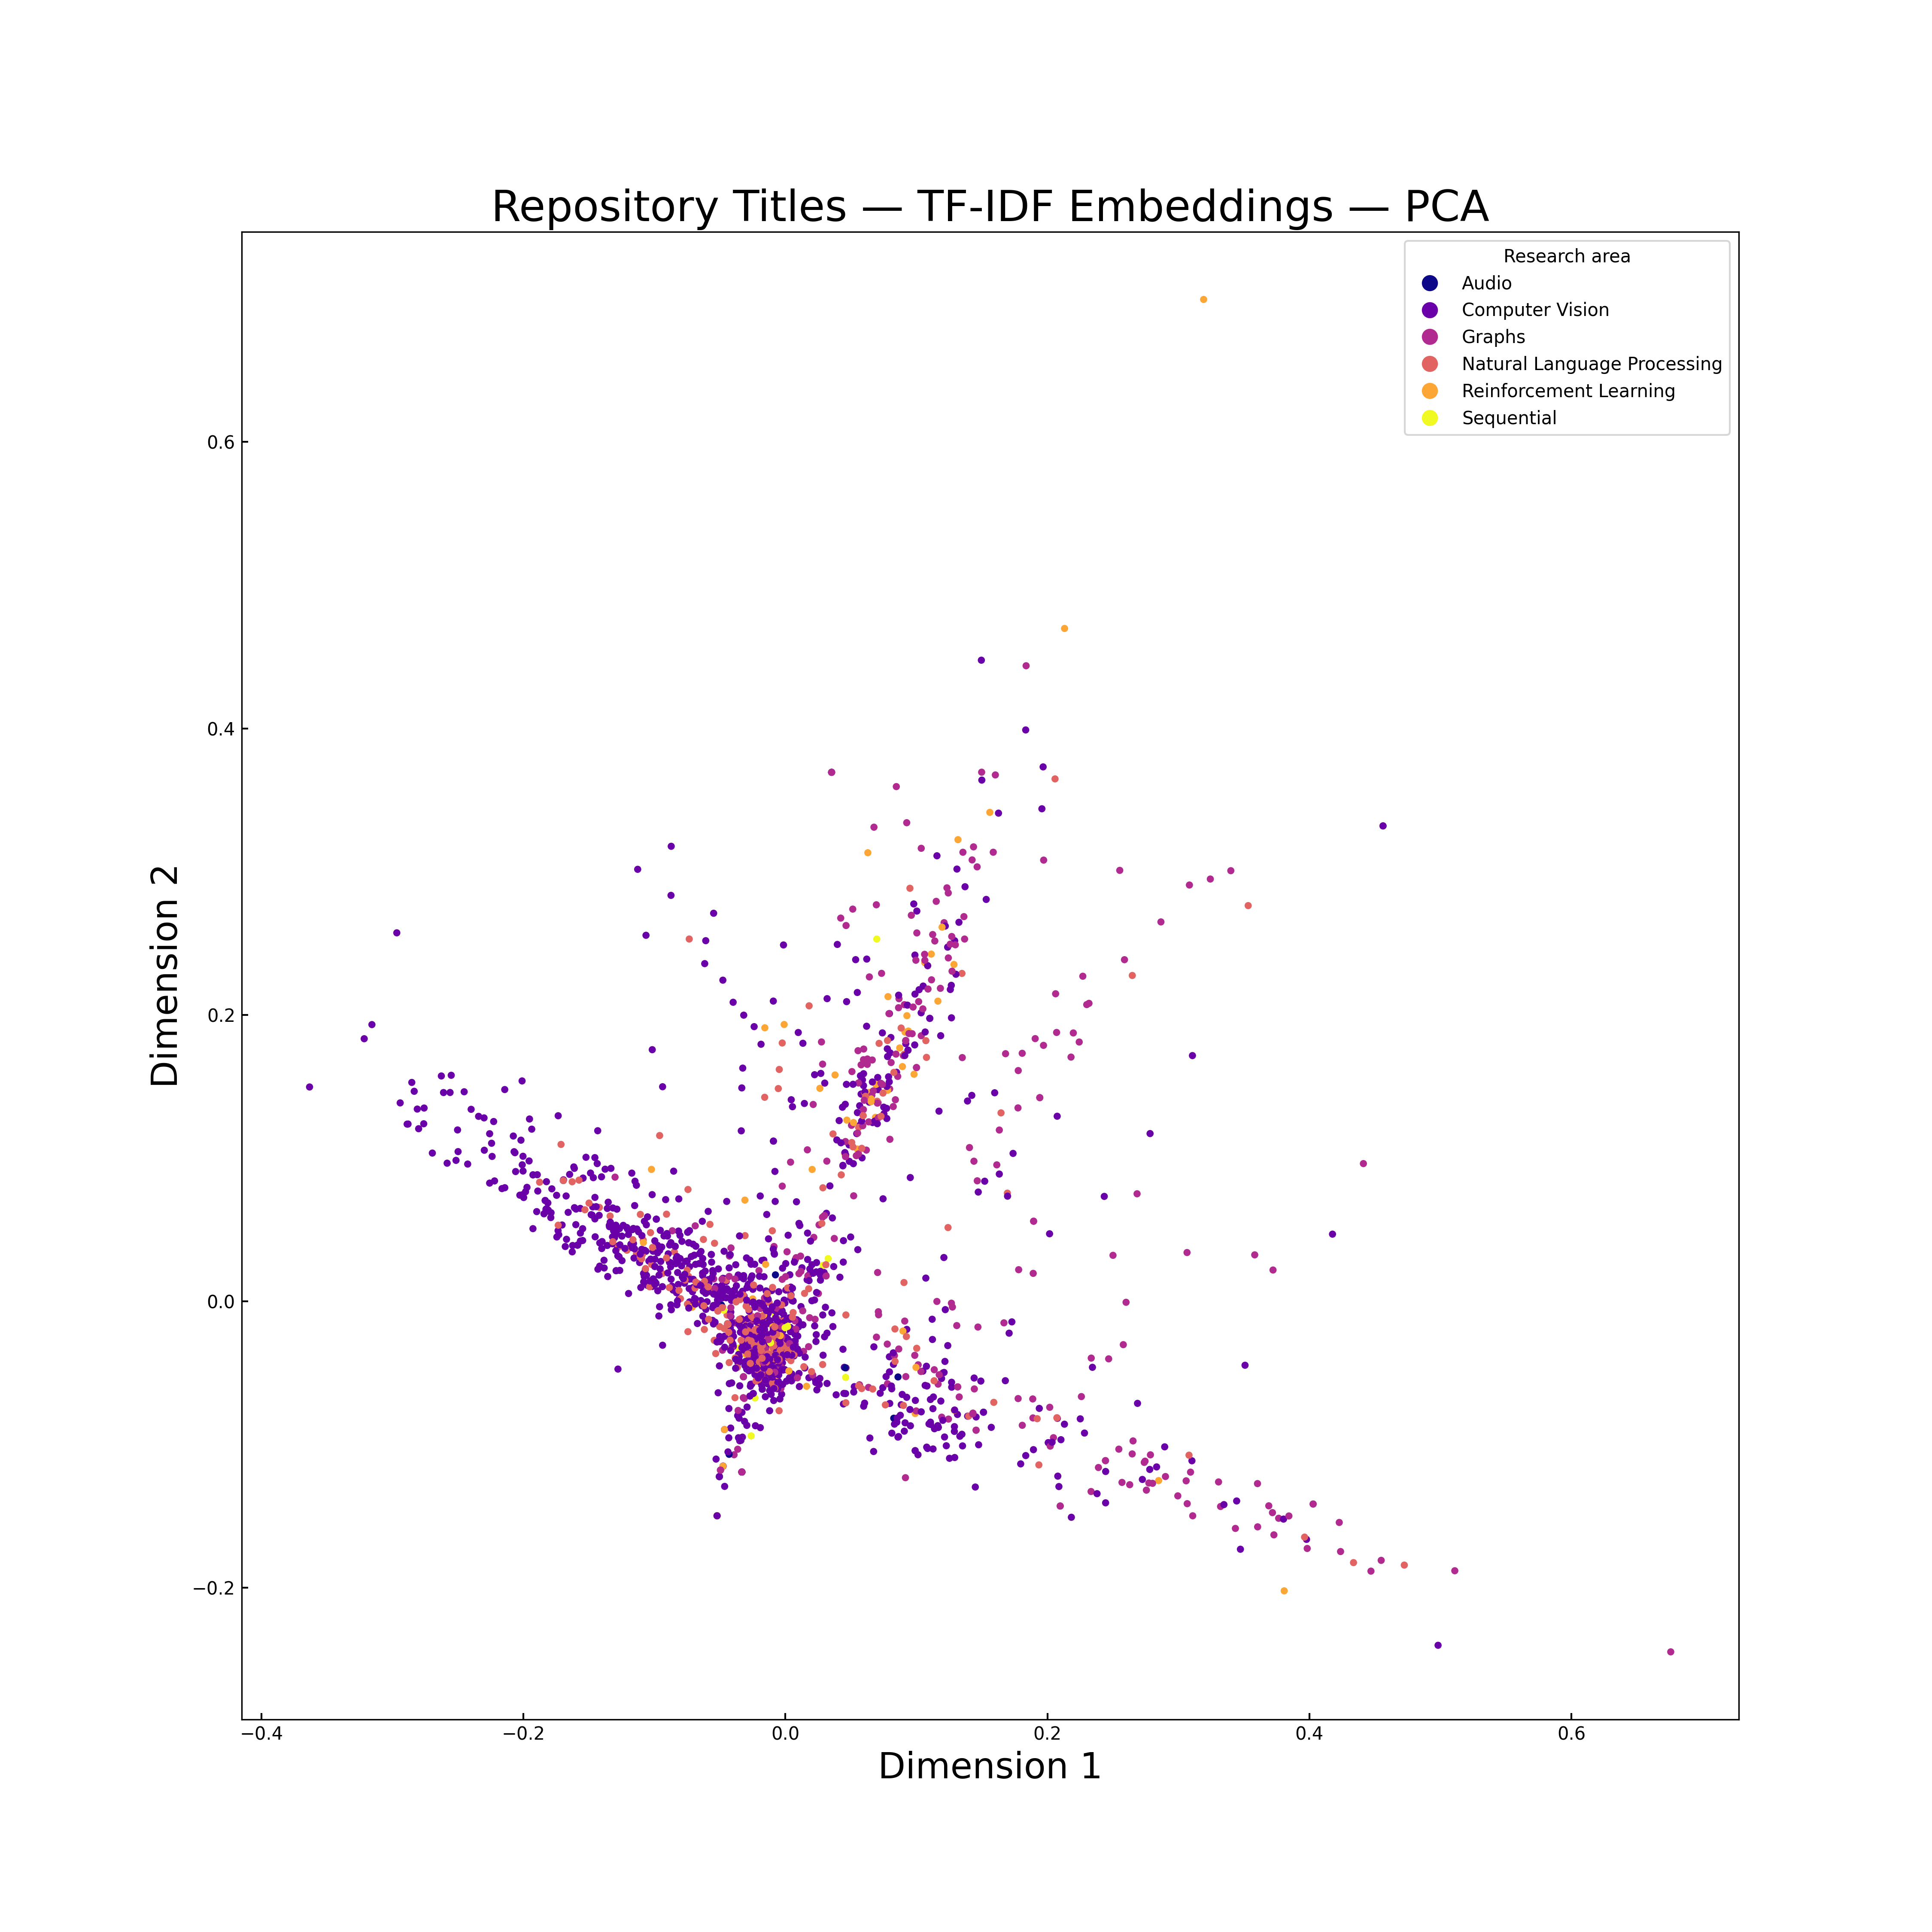 Repository Titles — TF-IDF Embeddings — PCA
Research area
Audio
Computer Vision
Graphs
Natural Language Processing
Reinforcement Learning
Sequential
0.6
0.4
0.2
0.0
−0.2
Dimension 2
−0.4
−0.2
0.0
0.2
0.4
0.6
Dimension 1